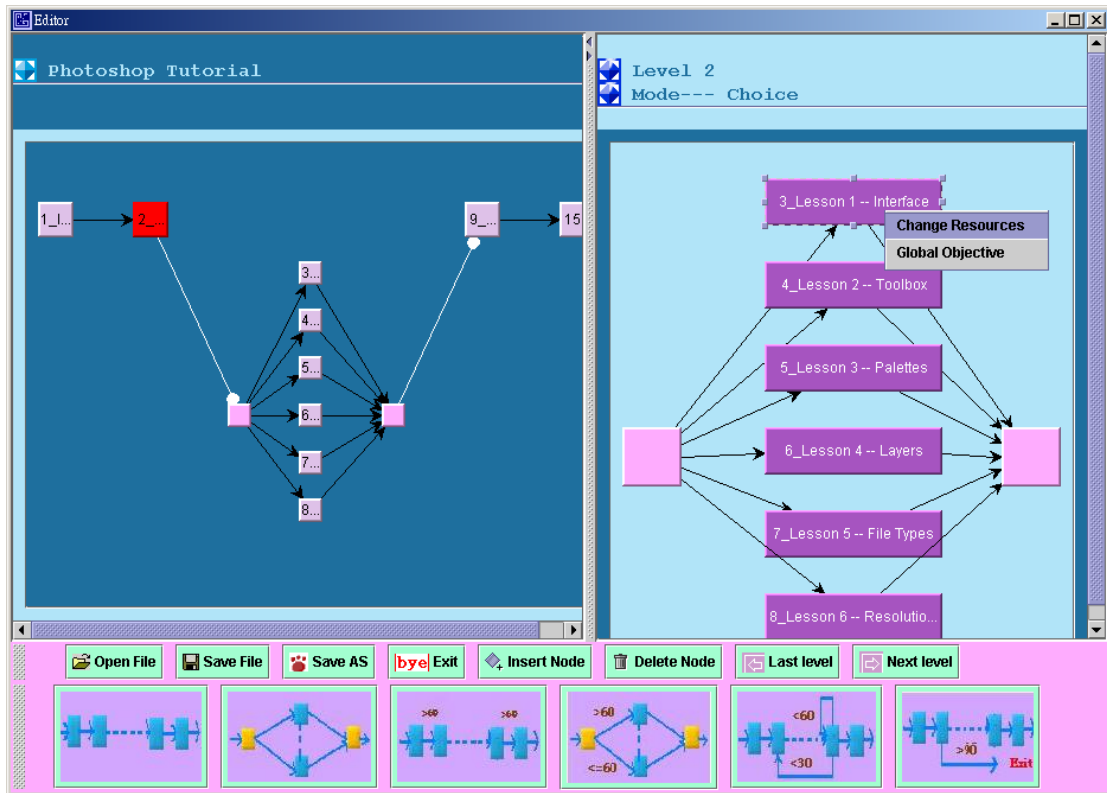 Editor
Photoshop Tutorial
1_I...
2_...
9_...
15
3...
4...
5...
6...
7...
8...
Level 2
Mode--- Choice
3_Lesson 1 -- Interface
Change Resources
Global Objective
4_Lesson 2 -- Toolbox
5_Lesson 3 -- Palettes
6_Lesson 4 -- Layers
7_Lesson 5 -- File Types
8_Lesson 6 -- Resolutio...
Open File
Save File
Save AS
bye Exit
Insert Node
Delete Node
Last level
Next level
>60 >60
>60
<=60
<60
<30
>90
Exit